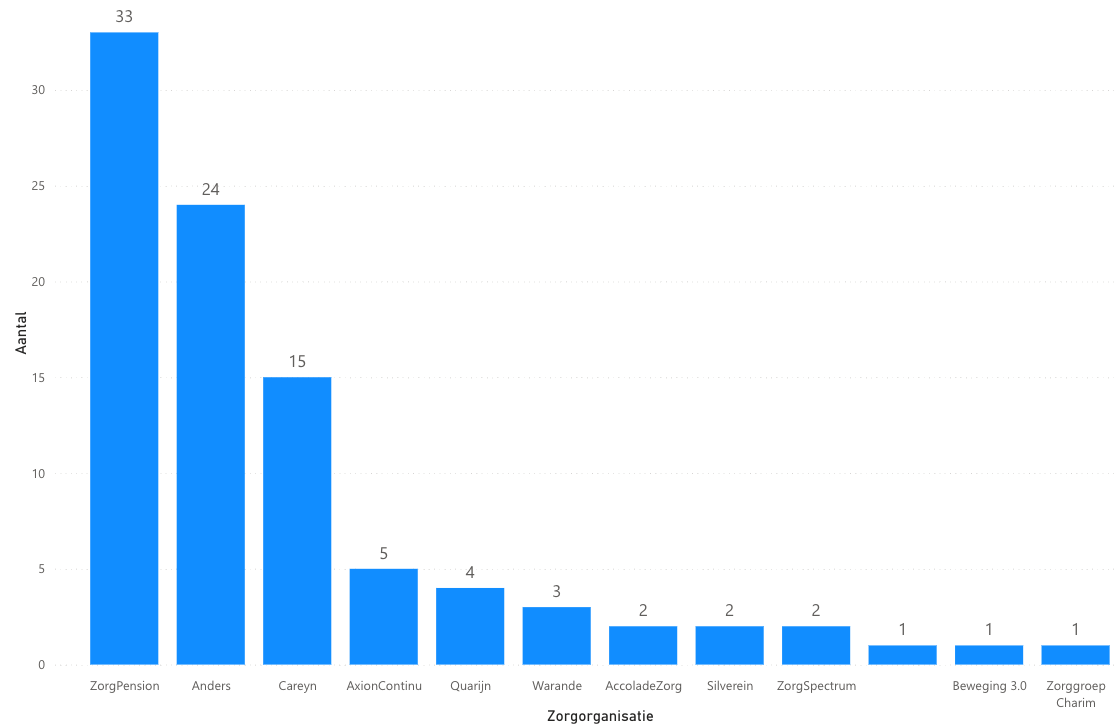 33
24
15
5
4
3
2
2
2
1
1
1
30
25
20
15
10
5
0
Aantal
ZorgPension
Anders
Careyn
AxionContinu
Quarijn
Warande
AccoladeZorg
Silverein
ZorgSpectrum
Beweging 3.0
Zorggroep
Charim
Zorgorganisatie